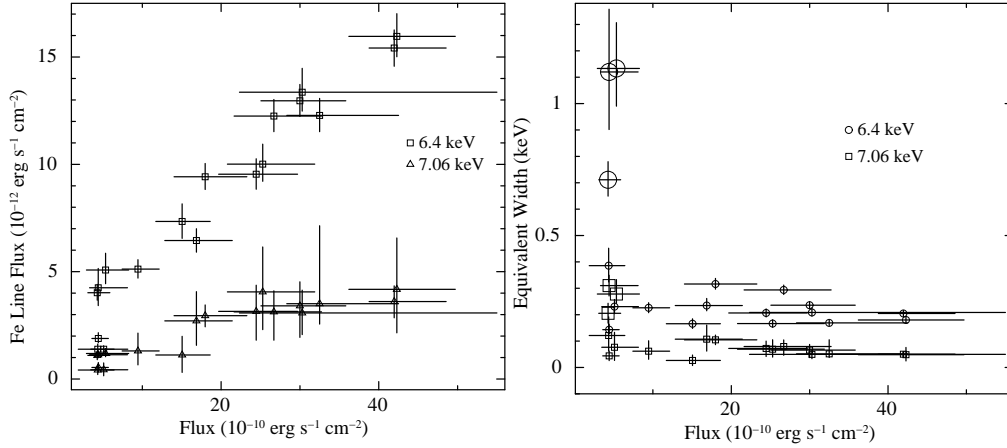 Fe Line Flux (10⁻¹² erg s⁻¹ cm⁻²)
15
10
5
0
□ 6.4 keV
△ 7.06 keV
20
40
Flux (10⁻¹⁰ erg s⁻¹ cm⁻²)
Equivalent Width (keV)
1
0.5
0
○ 6.4 keV
□ 7.06 keV
20
40
Flux (10⁻¹⁰ erg s⁻¹ cm⁻²)